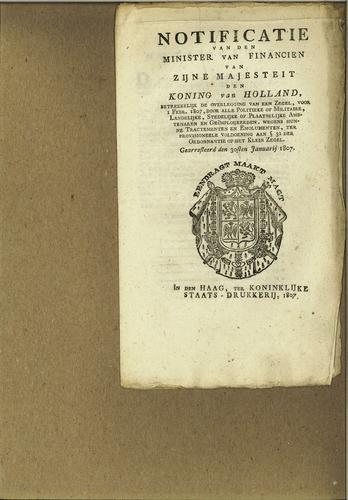 NOTIFICATIE
VAN DEN
MINISTER VAN FINANCIEN
VAN
ZIJNE MAJESTEIT
DEN
KONING van HOLLAND,
BETREKKELIJK DE OVERLEGGING VAN EEN ZEGEL, VOOR
1 FEBR. 1807, DOOR ALLE POLITIEKE OF MILITAIRE,
LANDELIJKE, STEDELIJKE OF PLAATSELIJKE AMB-
TENAREN EN GEËMPLOIJEERDEN, WEGENS HUN-
NE TRACTEMENTEN EN EMOLUMENTEN, TER
PROVISIONEELE VOLDOENING AAN § 31 DER
ORDONNANTIE OP HET KLEIN ZEGEL.
Gearresteerd den 30sten Januarij 1807.
EENDRAGT MAAKT MAGT
IN DEN HAAG, TER KONINKLIJKE
STAATS-DRUKKERIJ, 1807.